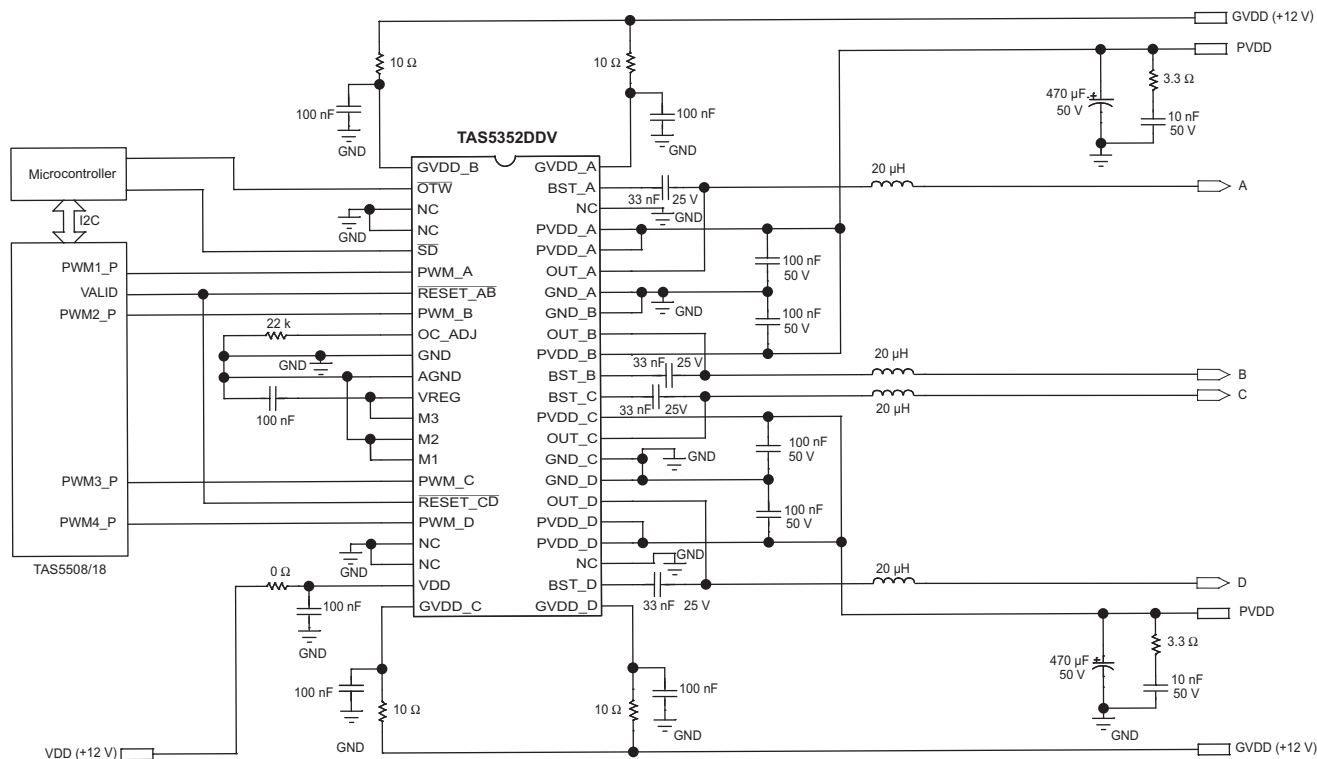 GVDD (+12 V)
PVDD
10 Ω
10 Ω
3.3 Ω
470 µF
50 V
10 nF
50 V
100 nF
GND
100 nF
GND
TAS5352DDV
Microcontroller
I2C
PWM1_P
VALID
PWM2_P
PWM3_P
PWM4_P
TAS5508/18
GND
22 k
GND
100 nF
GND
0 Ω
100 nF
GND
VDD (+12 V)
GVDD_B
OTW
NC
NC
SD
PWM_A
RESET_AB
PWM_B
OC_ADJ
GND
AGND
VREG
M3
M2
M1
PWM_C
RESET_CD
PWM_D
NC
NC
VDD
GVDD_C
GVDD_A
BST_A
NC
PVDD_A
PVDD_A
OUT_A
GND_A
GND_B
OUT_B
PVDD_B
BST_B
BST_C
PVDD_C
OUT_C
GND_C
GND_D
OUT_D
PVDD_D
PVDD_D
NC
BST_D
GVDD_D
33 nF 25 V
GND
20 µH
A
100 nF
50 V
GND
100 nF
50 V
33 nF 25 V
20 µH
B
33 nF 25V
20 µH
C
GND
100 nF
50 V
100 nF
50 V
GND
33 nF 25 V
20 µH
D
PVDD
3.3 Ω
470 µF
50 V
10 nF
50 V
GND
100 nF
10 Ω
GND
100 nF
10 Ω
GND
GVDD (+12 V)